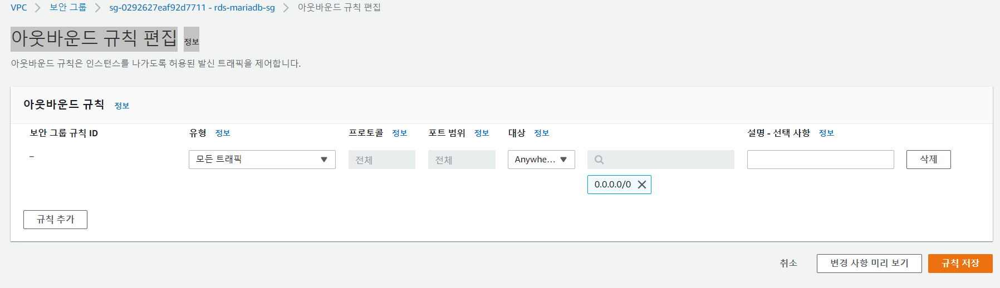 VPC > 보안 그룹 > sg-0292627eaf92d7711 - rds-mariadb-sg > 아웃바운드 규칙 편집
아웃바운드 규칙 편집 정보
아웃바운드 규칙은 인스턴스를 나가도록 허용된 발신 트래픽을 제어합니다.
아웃바운드 규칙 정보
보안 그룹 규칙 ID 유형 정보 프로토콜 정보 포트 범위 정보 대상 정보 설명 - 선택 사항 정보
– 모든 트래픽 전체 전체 Anywhe... 삭제
0.0.0.0/0
규칙 추가
취소 변경 사항 미리 보기 규칙 저장